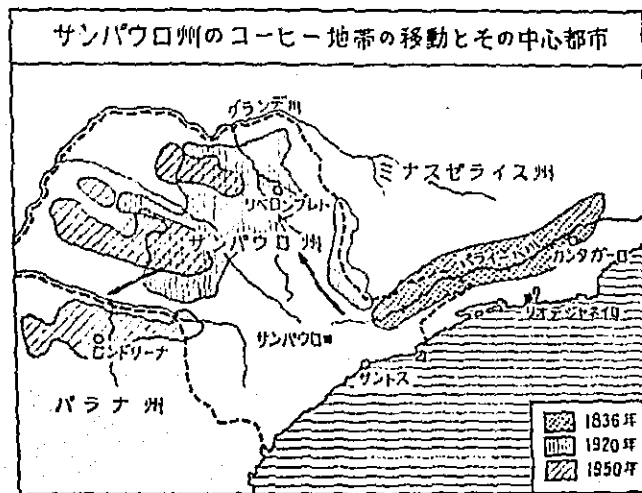 サンパウロ州のコーヒー地帯の移動とその中心都市
グランデ川
ナスゼライス州
リベロンプレト
サンパウロ州
パライーバ川
カンタガーロ
リオデジャネイロ
サンパウロ
ロンドリーナ
サントス
パラナ州
1836年
1920年
1950年